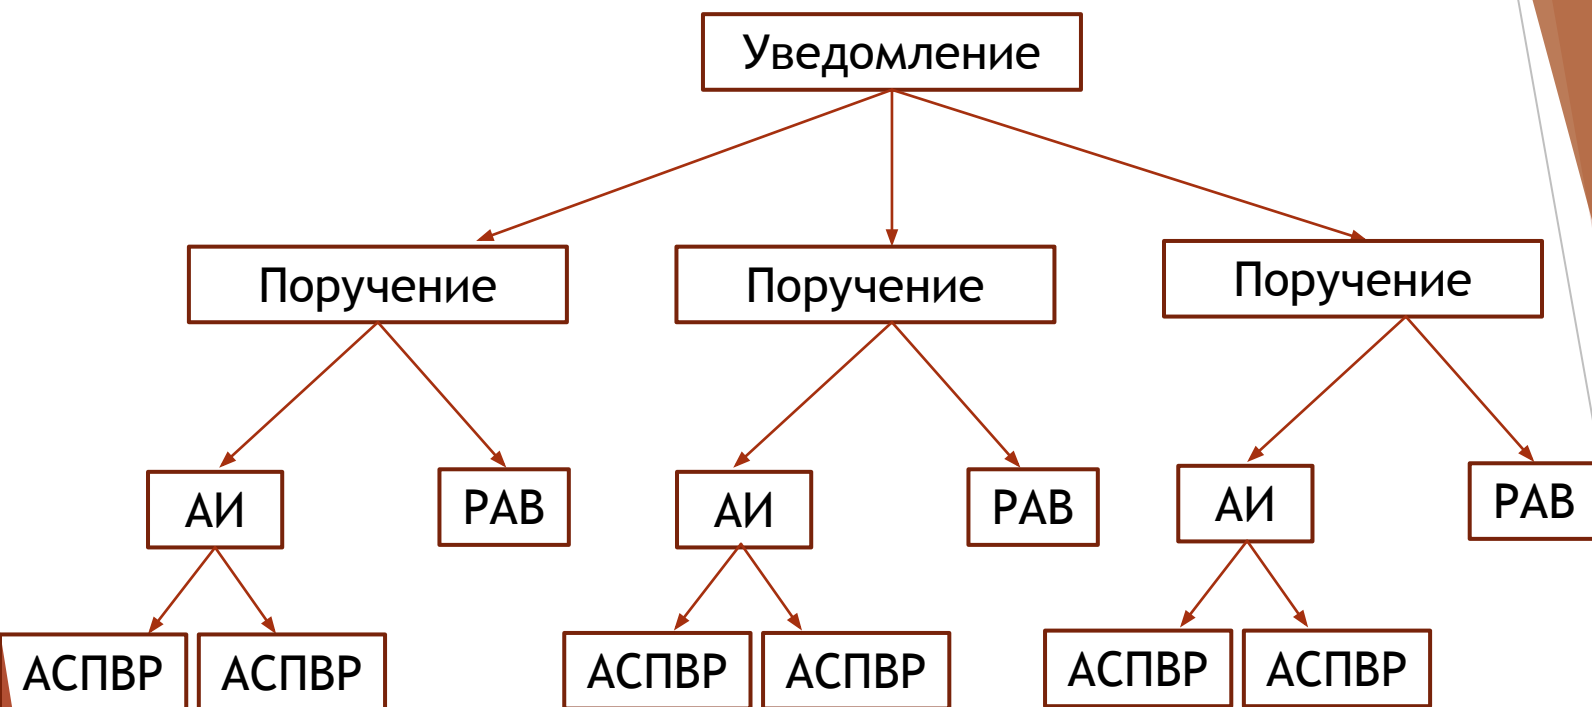 Уведомление
Поручение
Поручение
Поручение
АИ
РАВ
АИ
РАВ
АИ
РАВ
АСПВР
АСПВР
АСПВР
АСПВР
АСПВР
АСПВР